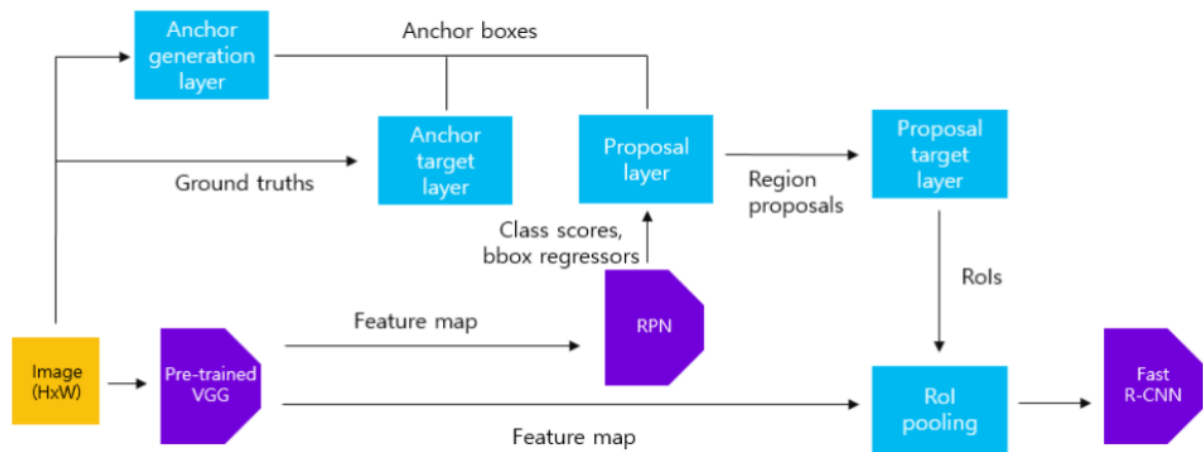 Anchor
generation
layer
Anchor boxes
Anchor
target
layer
Ground truths
Proposal
layer
Region
proposals
Proposal
target
layer
Class scores,
bbox regressors
RoIs
Feature map
RPN
Image
(HxW)
Pre-trained
VGG
Feature map
RoI
pooling
Fast
R-CNN